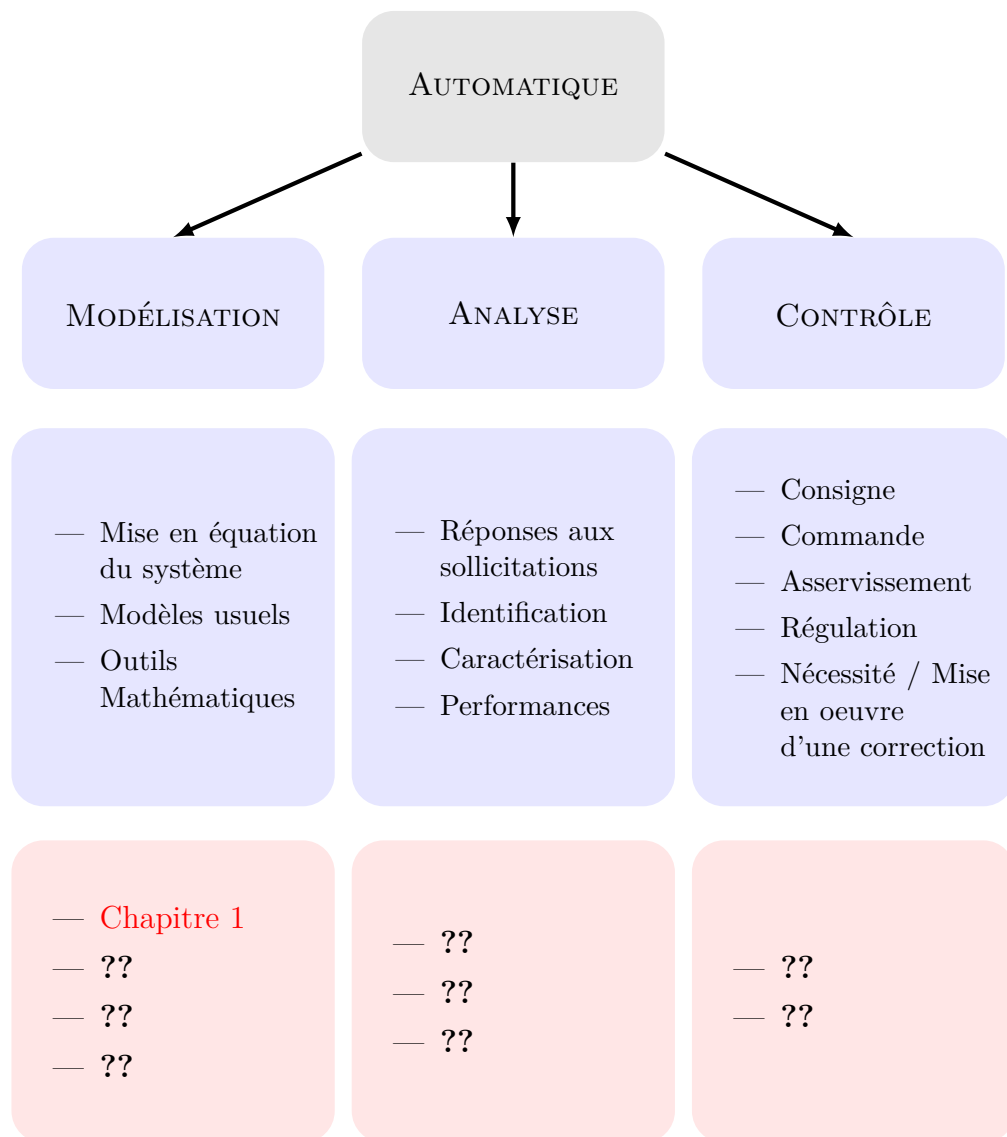 Automatique
Modélisation
Analyse
Contrôle
— Mise en équation
du système
— Modèles usuels
— Outils
Mathématiques
— Réponses aux
sollicitations
— Identification
— Caractérisation
— Performances
— Consigne
— Commande
— Asservissement
— Régulation
— Nécessité / Mise
en oeuvre
d'une correction
— Chapitre 1
— ??
— ??
— ??
— ??
— ??
— ??
— ??
— ??